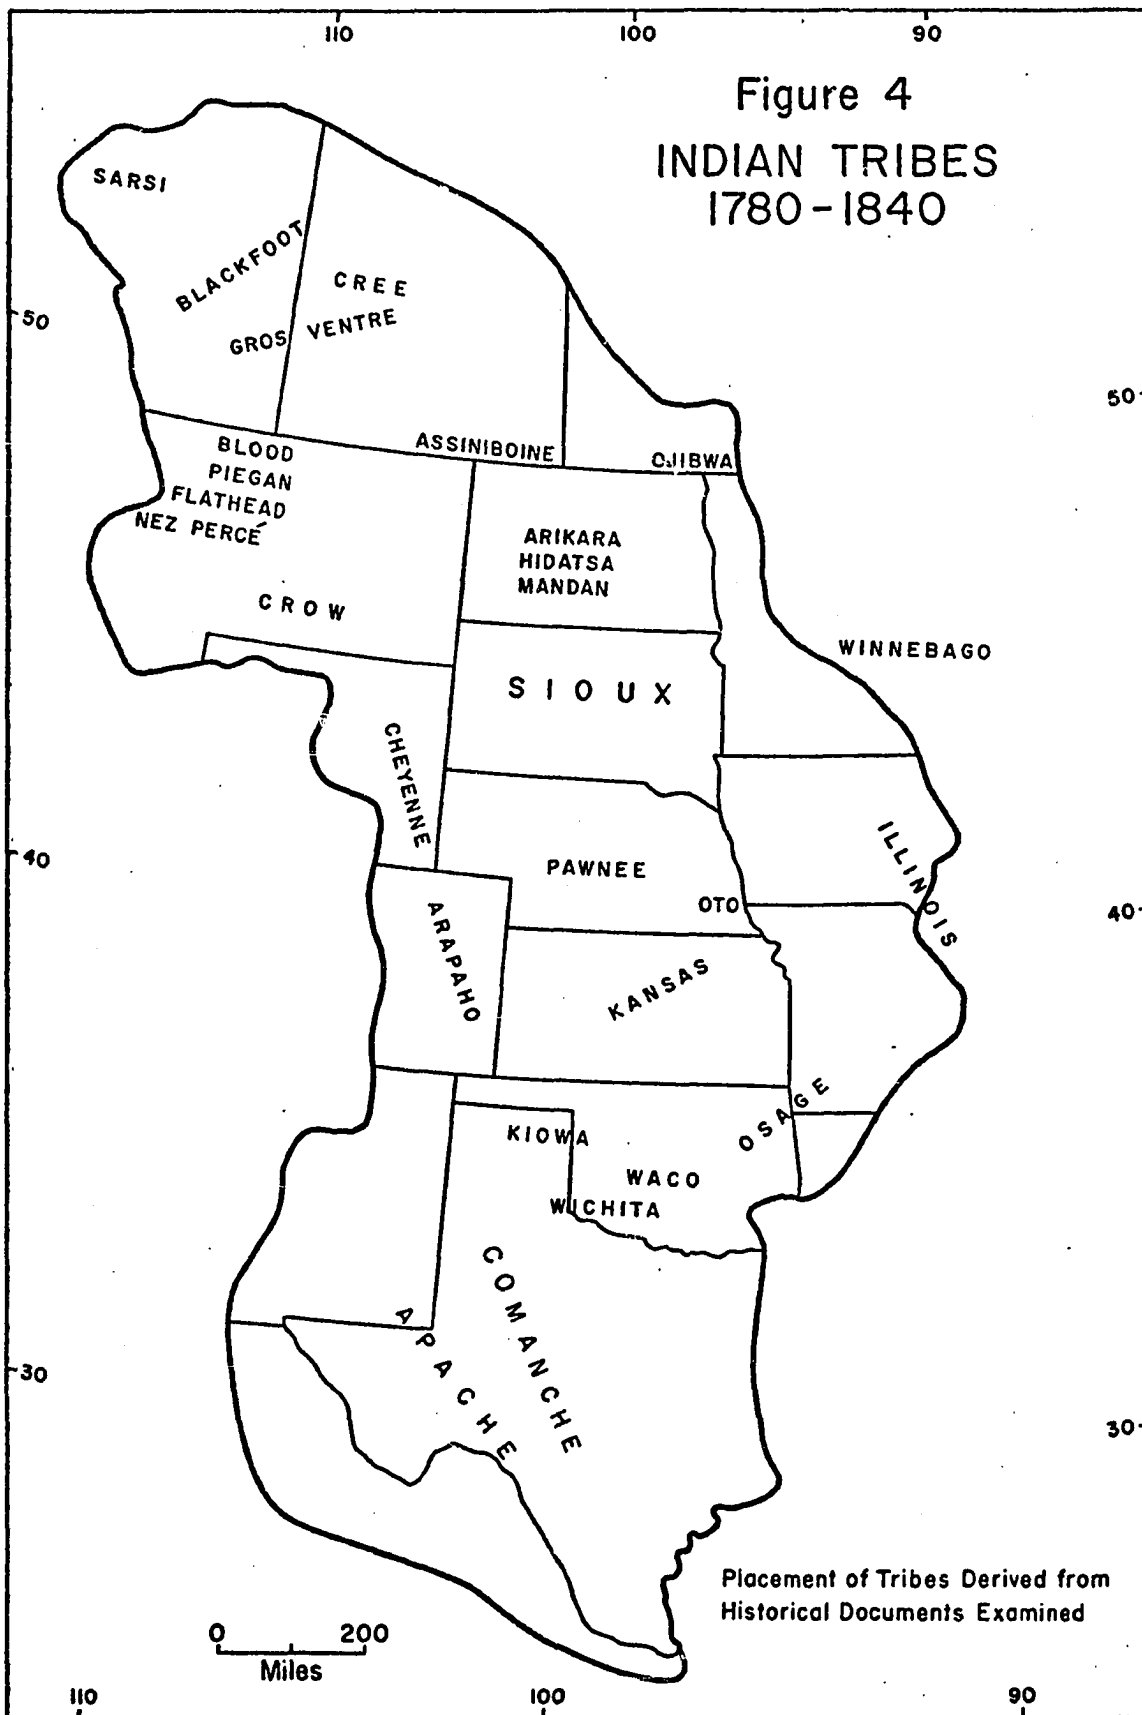 110 100 90
Figure 4
INDIAN TRIBES
1780-1840
SARSI
BLACKFOOT
CREE
GROS VENTRE
50
50
ASSINIBOINE
OJIBWA
BLOOD
PIEGAN
FLATHEAD
NEZ PERCÉ
ARIKARA
HIDATSA
MANDAN
CROW
WINNEBAGO
SIOUX
CHEYENNE
ILLINOIS
40
PAWNEE
OTO
40
ARAPAHO
KANSAS
OSAGE
KIOWA
WACO
WICHITA
COMANCHE
APACHE
30
30
Placement of Tribes Derived from
Historical Documents Examined
0 200
Miles
110 100 90